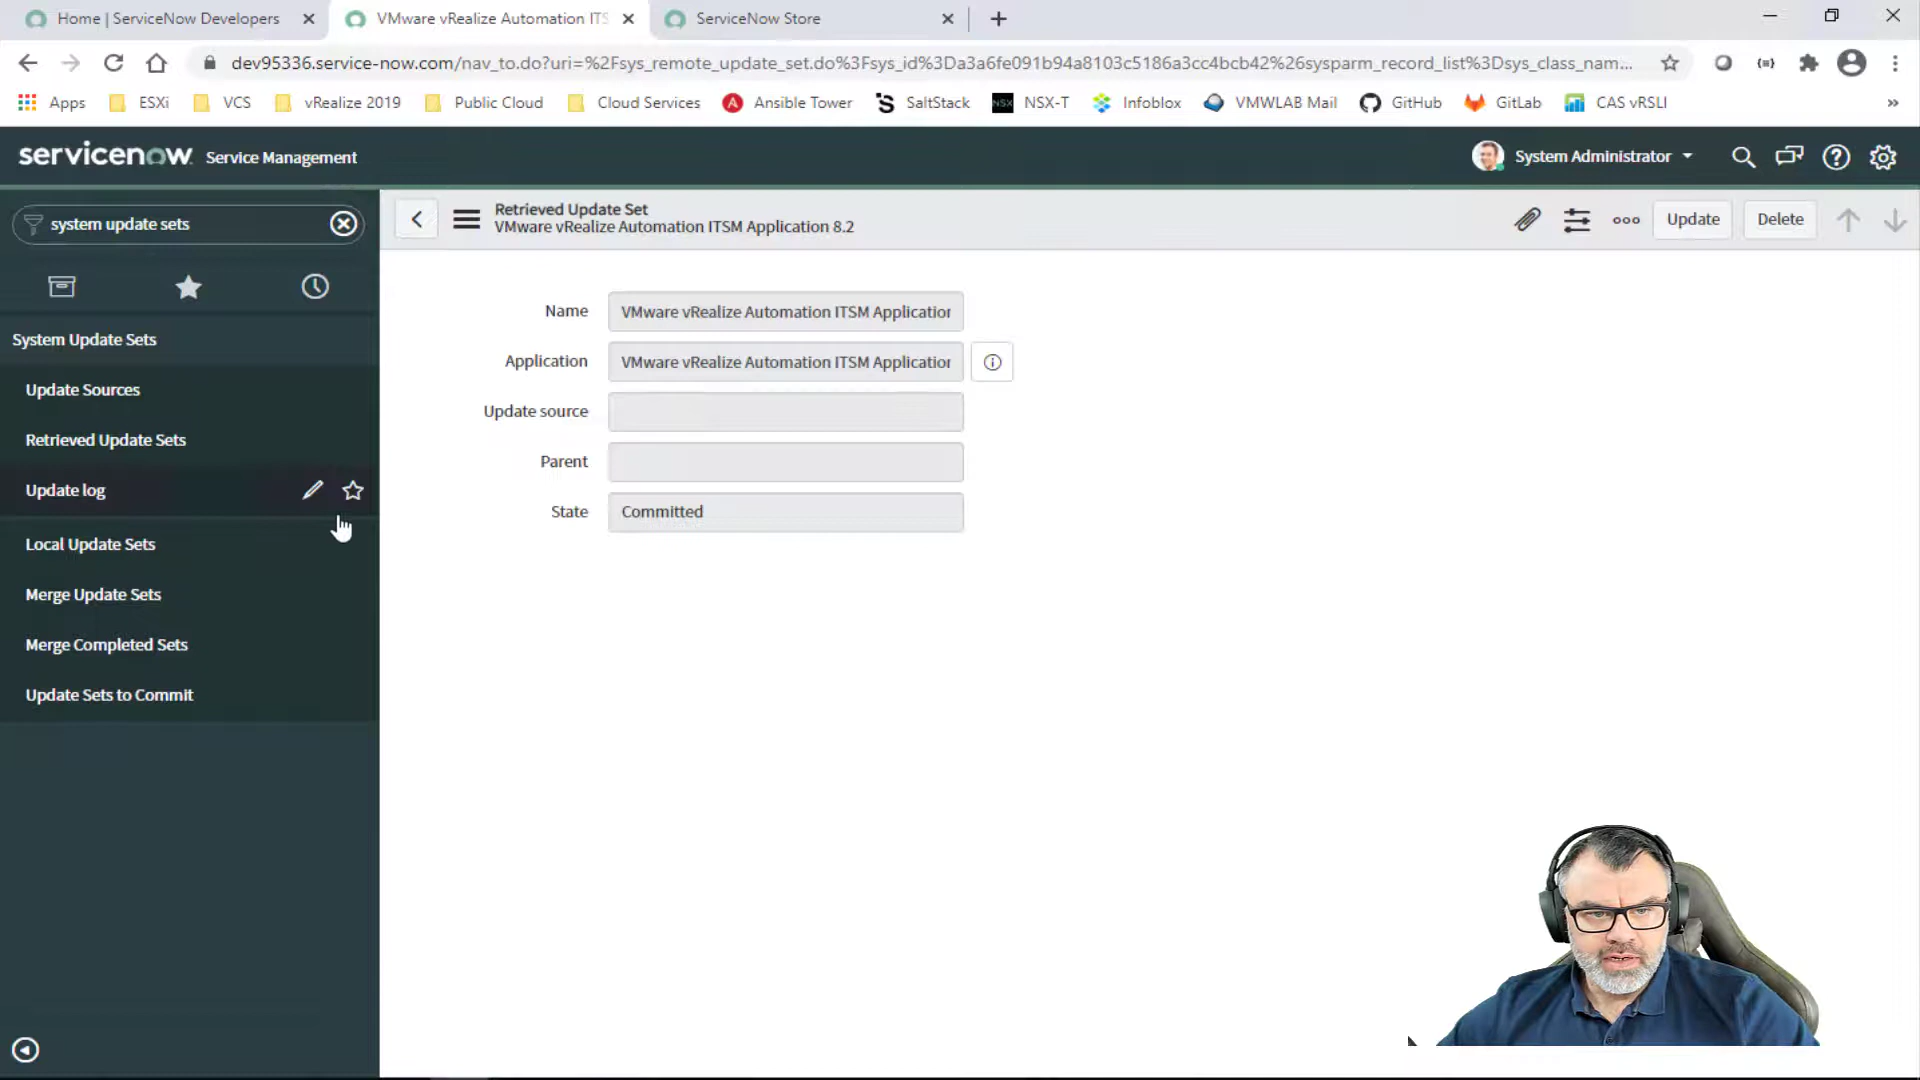 Home | ServiceNow Developers
VMware vRealize Automation ITS
ServiceNow Store
dev95336.service-now.com/nav_to.do?uri=%2Fsys_remote_update_set.do%3Fsys_id%3Da3a6fe091b94a8103c5186a3cc4bcb42%26sysparm_record_list%3Dsys_class_nam...
Apps
ESXi
VCS
vRealize 2019
Public Cloud
Cloud Services
Ansible Tower
SaltStack
NSX-T
Infoblox
VMWLAB Mail
GitHub
GitLab
CAS vRSLI
»
servicenow Service Management
System Administrator
system update sets
Retrieved Update Set
VMware vRealize Automation ITSM Application 8.2
Update
Delete
System Update Sets
Update Sources
Retrieved Update Sets
Update log
Local Update Sets
Merge Update Sets
Merge Completed Sets
Update Sets to Commit
Name
VMware vRealize Automation ITSM Application
Application
VMware vRealize Automation ITSM Application
Update source
Parent
State
Committed